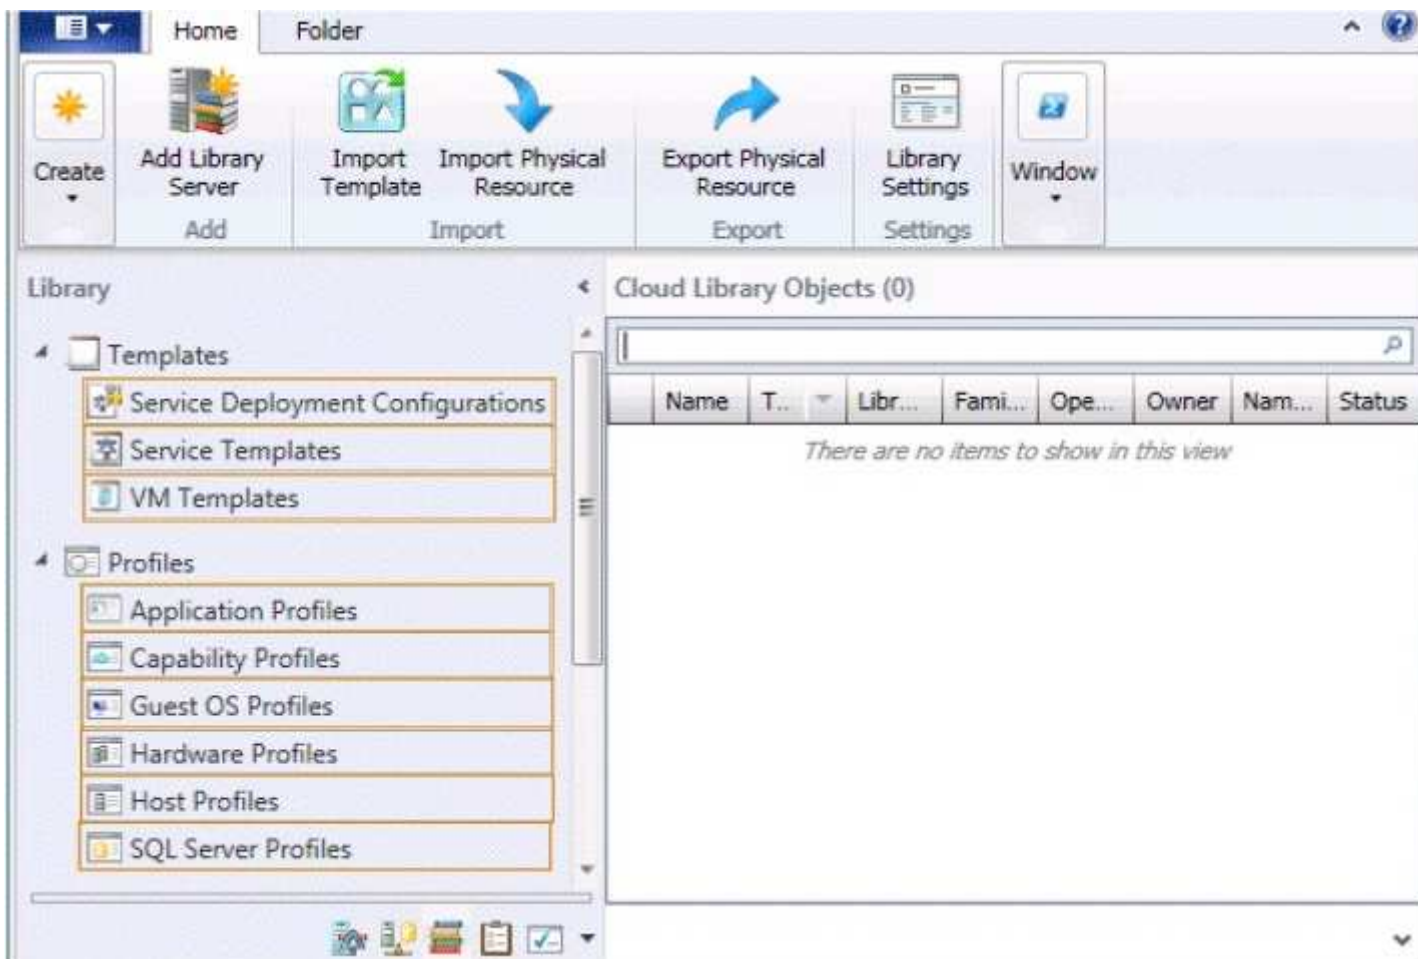 Home Folder
Create
Add Library Server
Import Template
Import Physical Resource
Export Physical Resource
Library Settings
Window
Add
Import
Export
Settings
Library
Cloud Library Objects (0)
Templates
Service Deployment Configurations
Service Templates
VM Templates
Profiles
Application Profiles
Capability Profiles
Guest OS Profiles
Hardware Profiles
Host Profiles
SQL Server Profiles
Name T... Libr... Fami... Ope... Owner Nam... Status
There are no items to show in this view